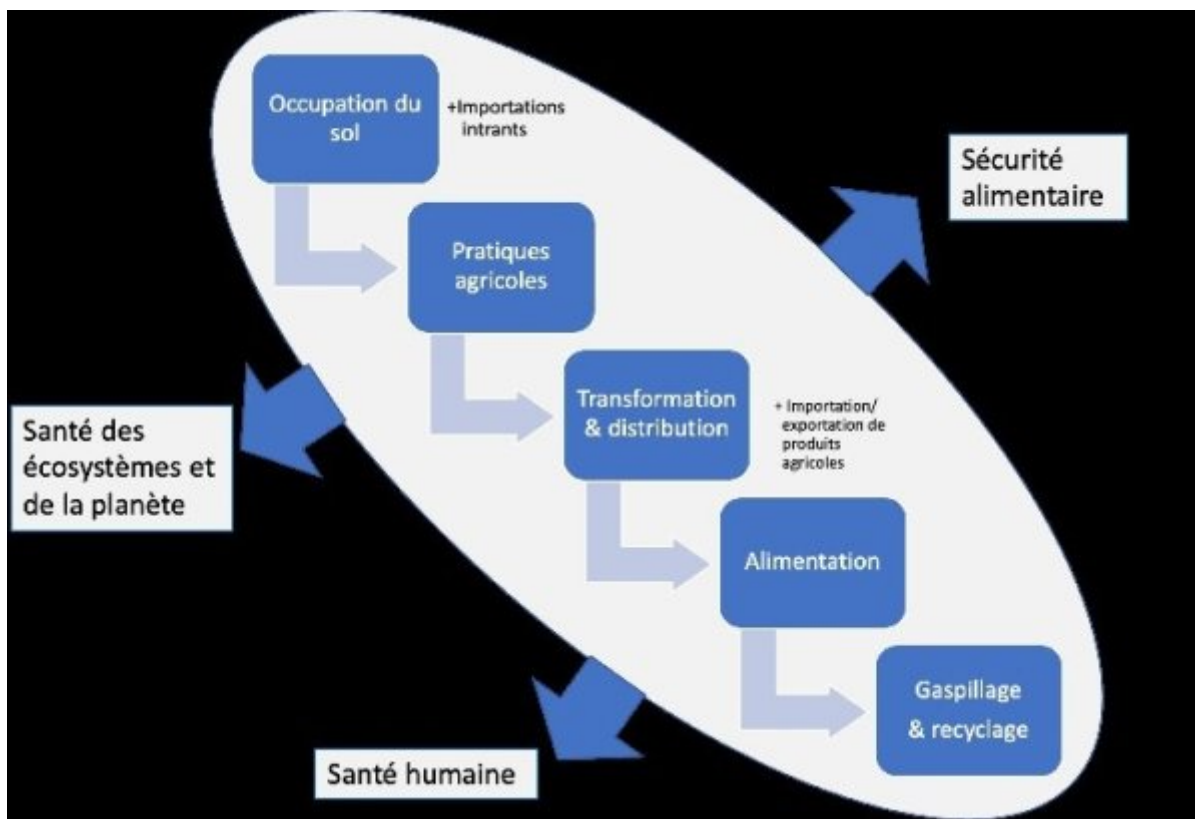 Occupation du
sol
+Importations
intrants
Sécurité
alimentaire
Pratiques
agricoles
Transformation
& distribution
+ Importation/
exportation de
produits
agricoles
Santé des
écosystèmes et
de la planète
Alimentation
Gaspillage
& recyclage
Santé humaine